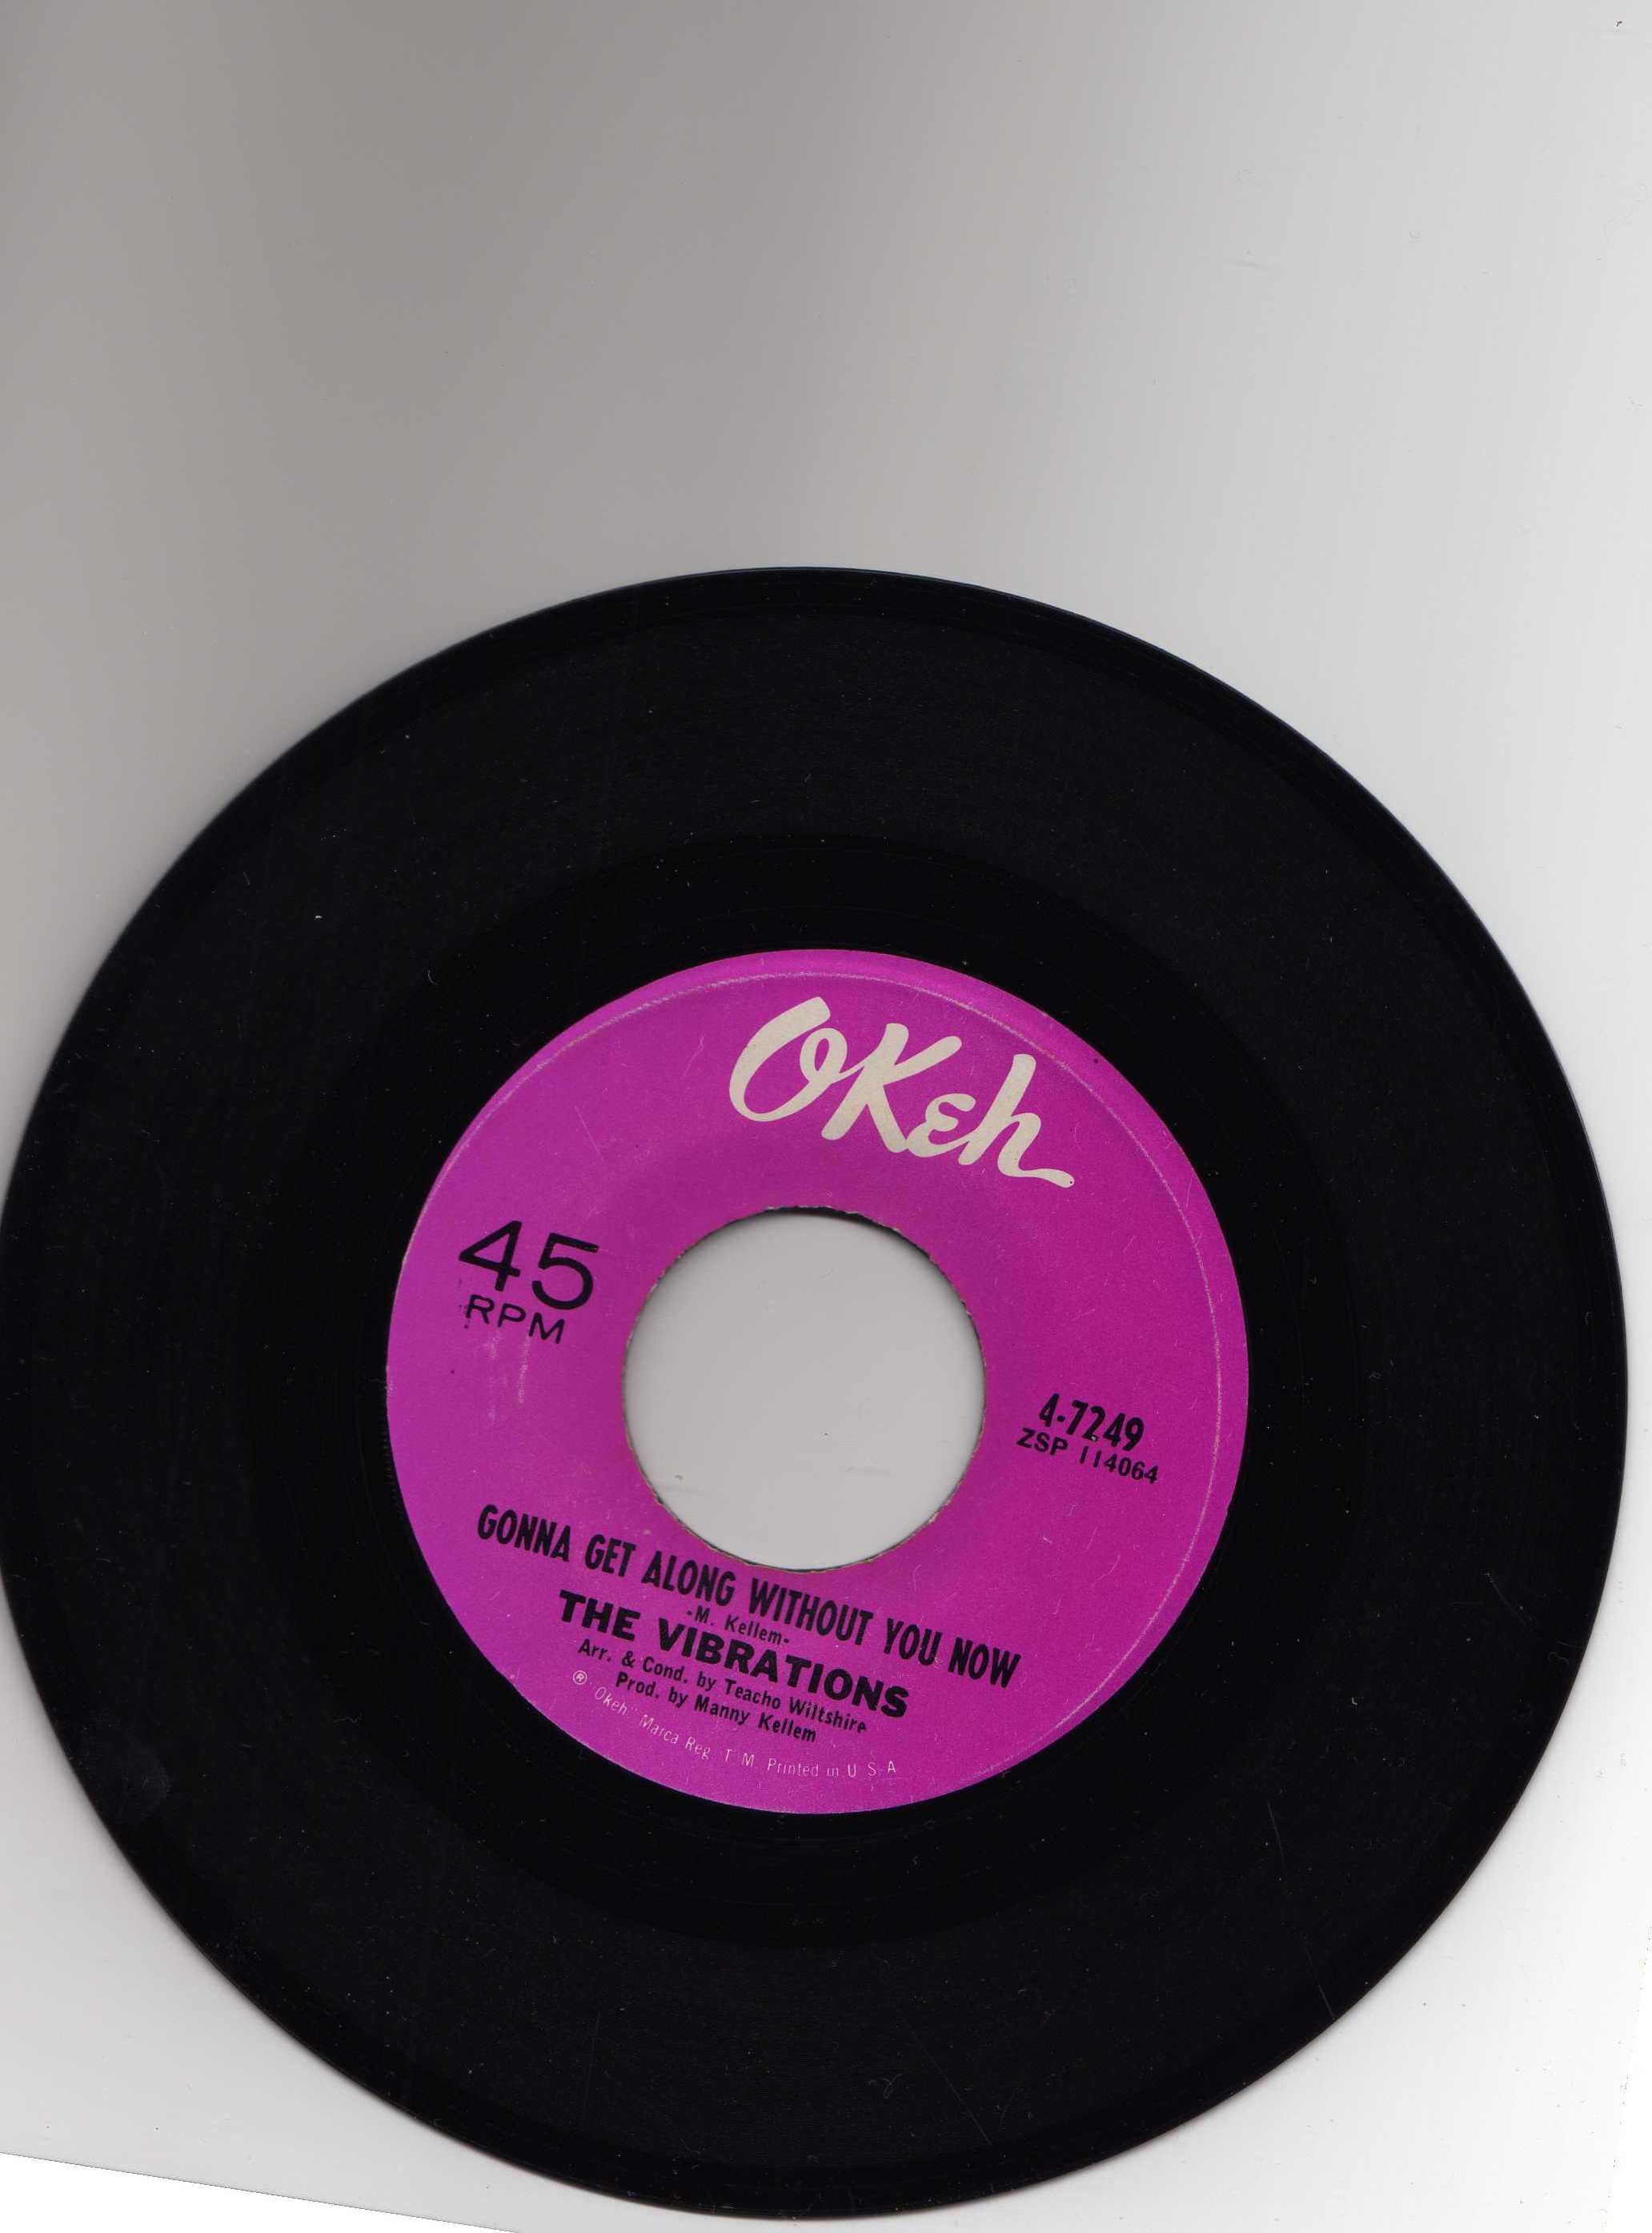 OKeh
45
RPM
4-7249
ZSP 114064
GONNA GET ALONG WITHOUT YOU NOW
-M. Kellem-
THE VIBRATIONS
Arr. & Cond. by Teacho Wiltshire
Prod. by Manny Kellem
® "Okeh" Marca Reg. T. M. Printed in U S A